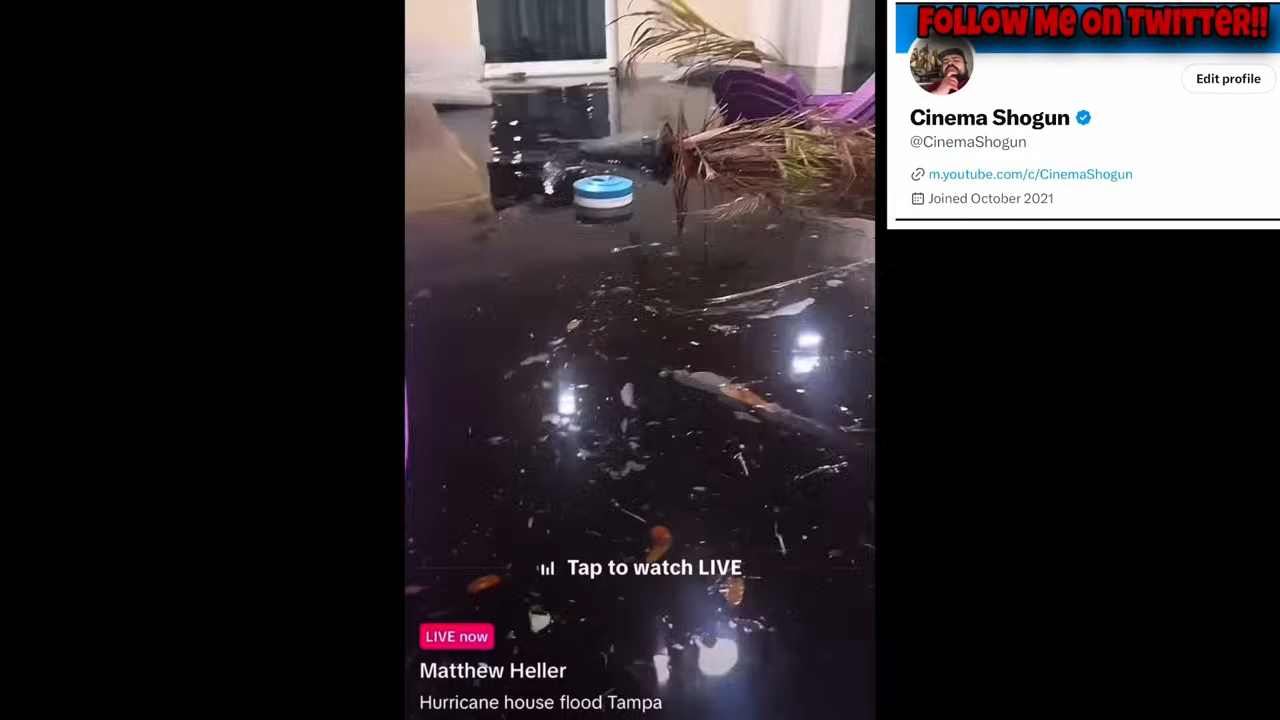 FOLLOW ME ON TWITTER!!
Edit profile
Cinema Shogun
@CinemaShogun
m.youtube.com/c/CinemaShogun
Joined October 2021
Tap to watch LIVE
LIVE now
Matthew Heller
Hurricane house flood Tampa